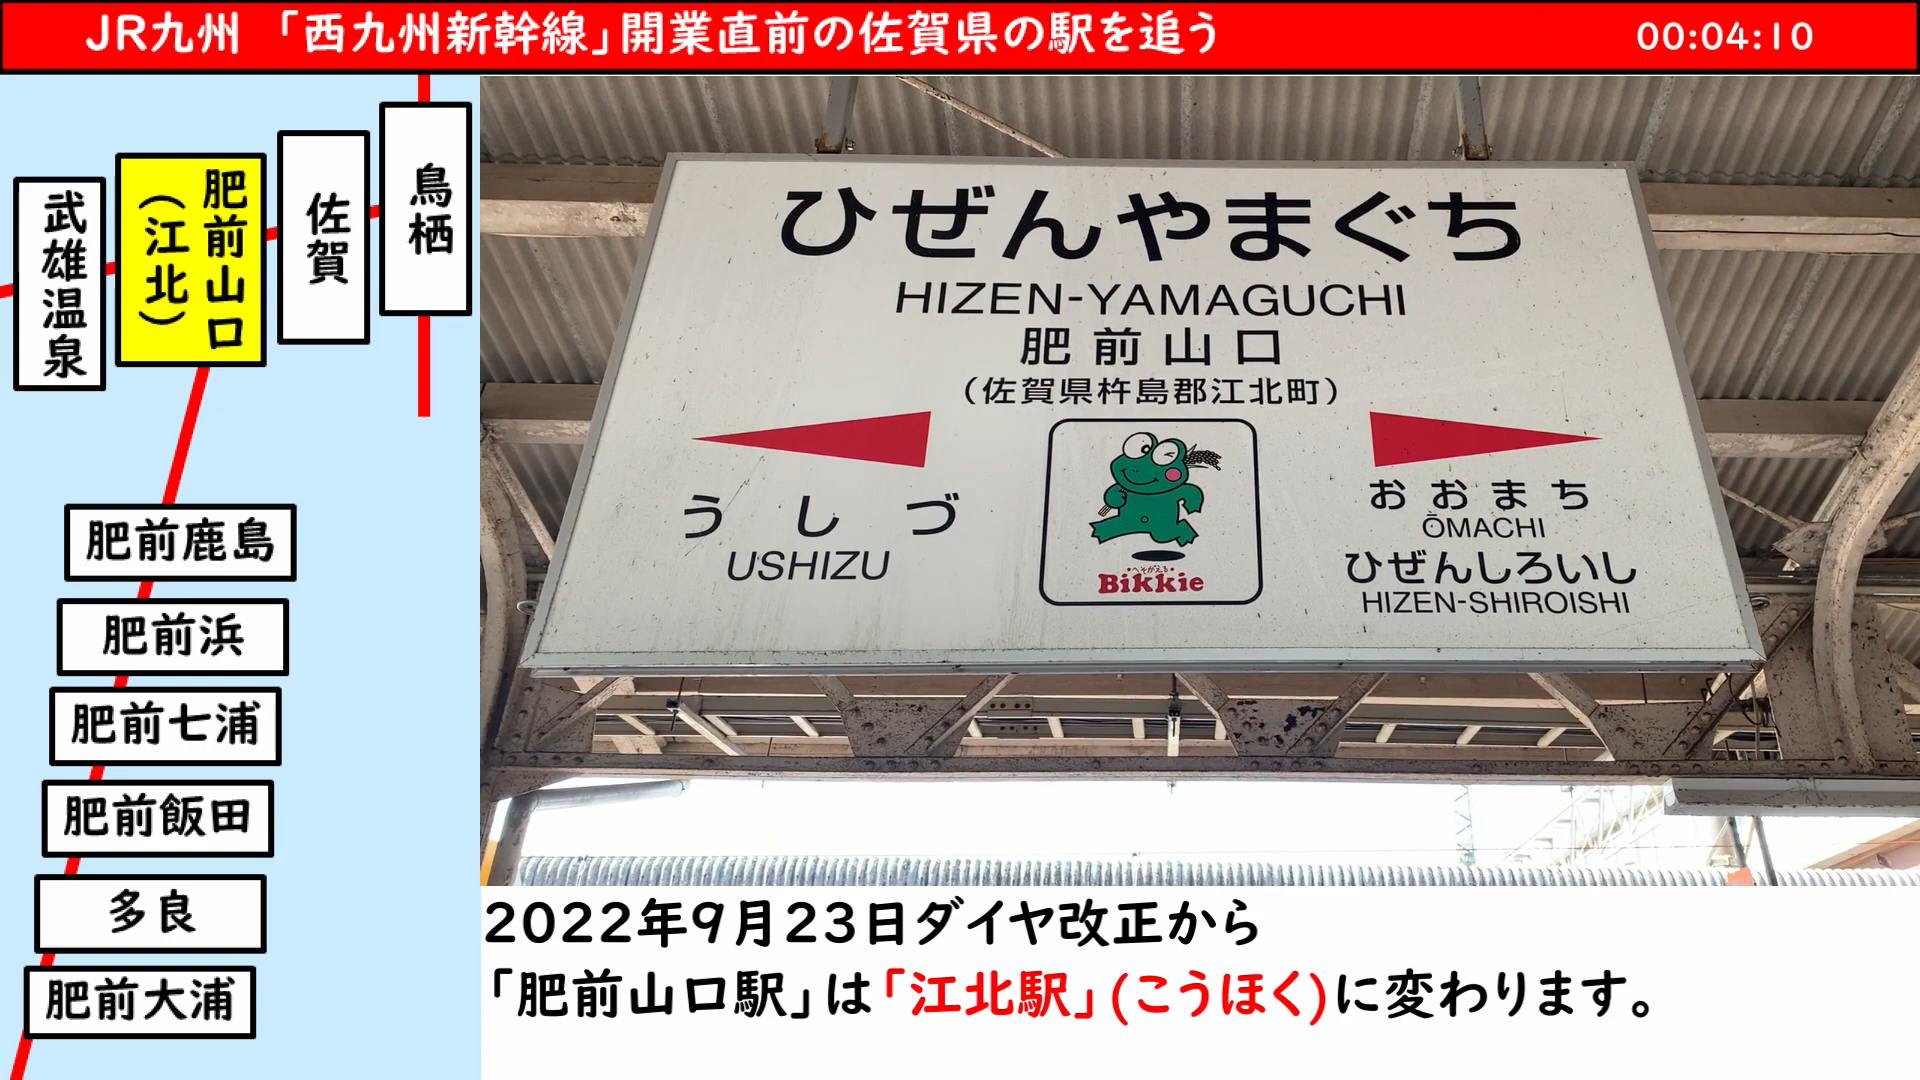 JR九州 「西九州新幹線」開業直前の佐賀県の駅を追う
00:04:10
鳥栖
佐賀
肥前山口
(江北)
武雄温泉
肥前鹿島
肥前浜
肥前七浦
肥前飯田
多良
肥前大浦
ひぜんやまぐち
HIZEN-YAMAGUCHI
肥前山口
(佐賀県杵島郡江北町)
うしづ
USHIZU
へそがえる
Bikkie
おおまち
ŌMACHI
ひぜんしろいし
HIZEN-SHIROISHI
2022年9月23日ダイヤ改正から
「肥前山口駅」は「江北駅」(こうほく)に変わります。